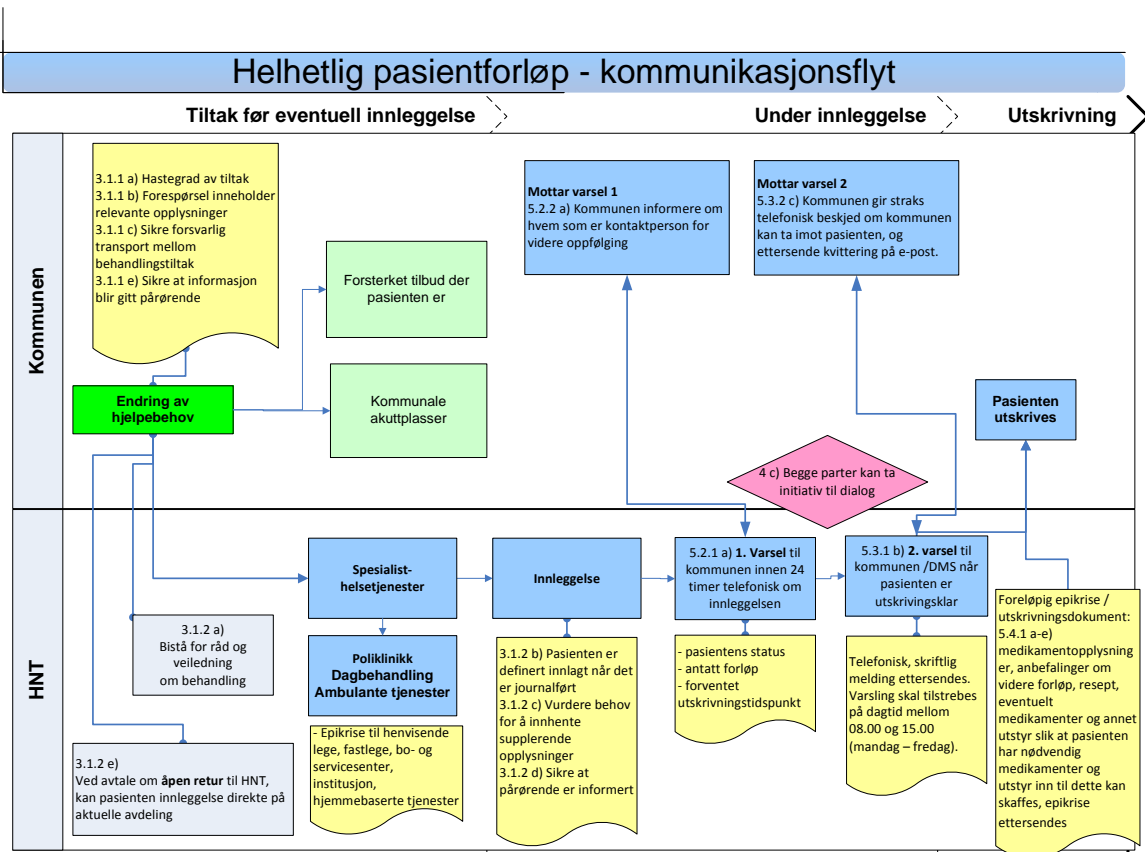 Helhetlig pasientforløp - kommunikasjonsflyt
Tiltak før eventuell innleggelse
Under innleggelse
Utskrivning
Kommunen
3.1.1 a) Hastegrad av tiltak
3.1.1 b) Forespørsel inneholder
relevante opplysninger
3.1.1 c) Sikre forsvarlig
transport mellom
behandlingstiltak
3.1.1 e) Sikre at informasjon
blir gitt pårørende
Forsterket tilbud der
pasienten er
Mottar varsel 1
5.2.2 a) Kommunen informere om
hvem som er kontaktperson for
videre oppfølging
Mottar varsel 2
5.3.2 c) Kommunen gir straks
telefonisk beskjed om kommunen
kan ta imot pasienten, og
ettersende kvittering på e-post.
Endring av
hjelpebehov
Kommunale
akuttplasser
Pasienten
utskrives
4 c) Begge parter kan ta
initiativ til dialog
HNT
Spesialist-
helsetjenester
Innleggelse
5.2.1 a) 1. Varsel til
kommunen innen 24
timer telefonisk om
innleggelsen
5.3.1 b) 2. varsel til
kommunen /DMS når
pasienten er
utskrivingsklar
3.1.2 a)
Bistå for råd og
veiledning
om behandling
Poliklinikk
Dagbehandling
Ambulante tjenester
3.1.2 b) Pasienten er
definert innlagt når det
er journalført
3.1.2 c) Vurdere behov
for å innhente
supplerende
opplysninger
3.1.2 d) Sikre at
pårørende er informert
- pasientens status
- antatt forløp
- forventet
utskrivningstidspunkt
Telefonisk, skriftlig
melding ettersendes.
Varsling skal tilstrebes
på dagtid mellom
08.00 og 15.00
(mandag – fredag).
Foreløpig epikrise /
utskrivningsdokument:
5.4.1 a-e)
medikamentopplysning
er, anbefalinger om
videre forløp, resept,
eventuelt
medikamenter og annet
utstyr slik at pasienten
har nødvendig
medikamenter og
utstyr inn til dette kan
skaffes, epikrise
ettersendes
3.1.2 e)
Ved avtale om åpen retur til HNT,
kan pasienten innleggelse direkte på
aktuelle avdeling
- Epikrise til henvisende
lege, fastlege, bo- og
servicesenter,
institusjon,
hjemmebaserte tjenester